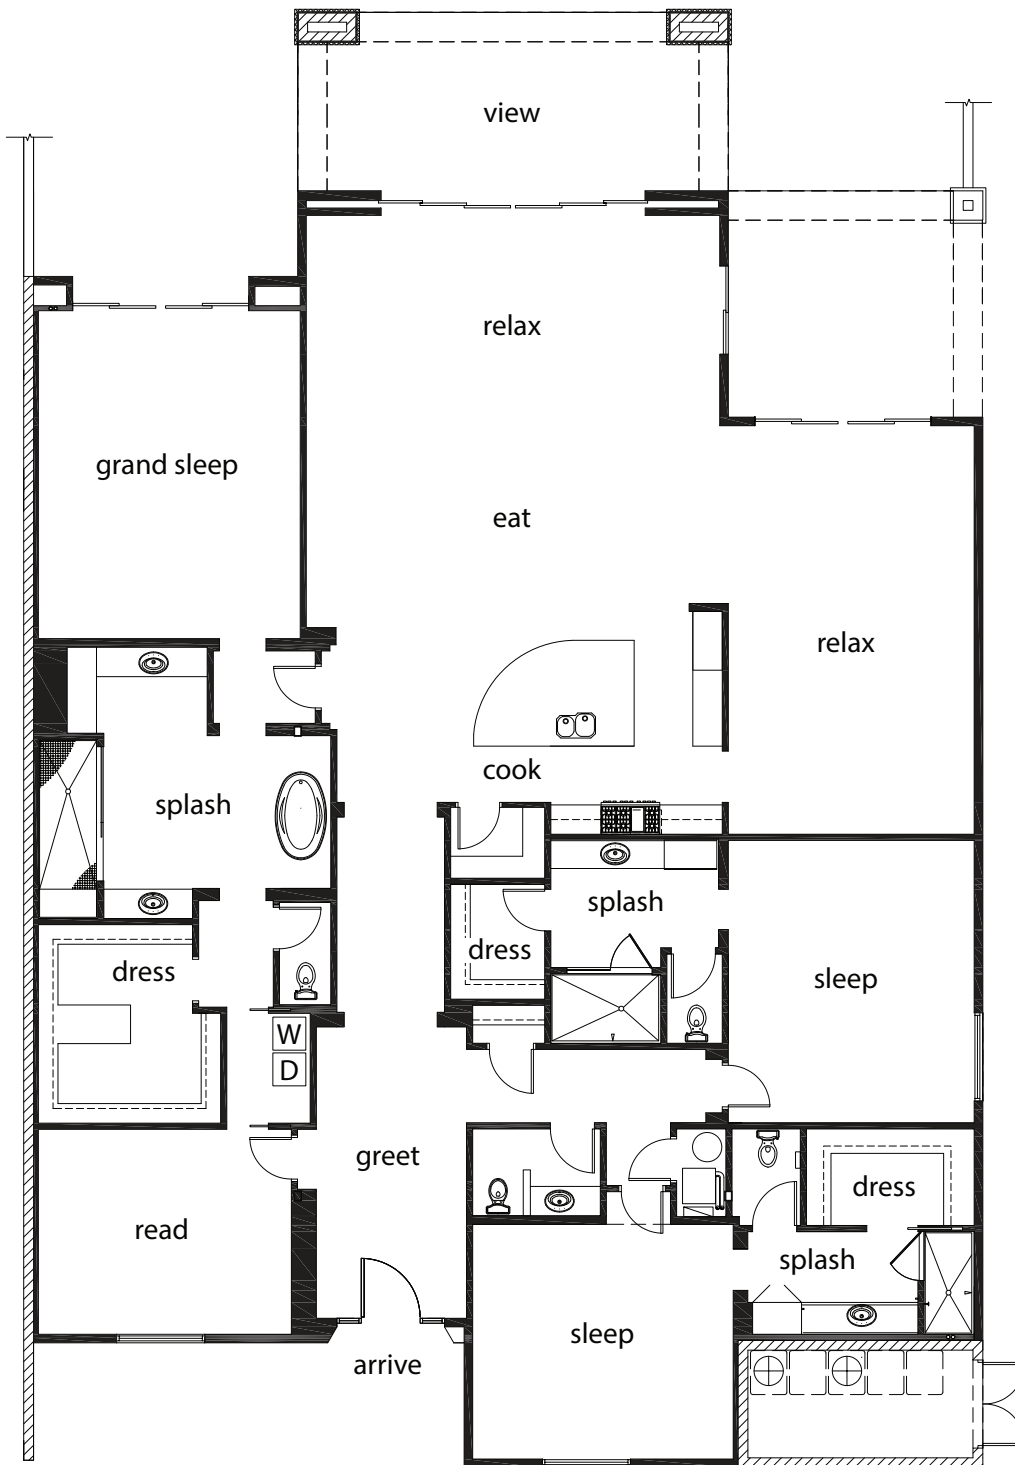 view
relax
grand sleep
eat
relax
cook
splash
splash
dress
dress
sleep
W
D
greet
dress
read
splash
sleep
arrive